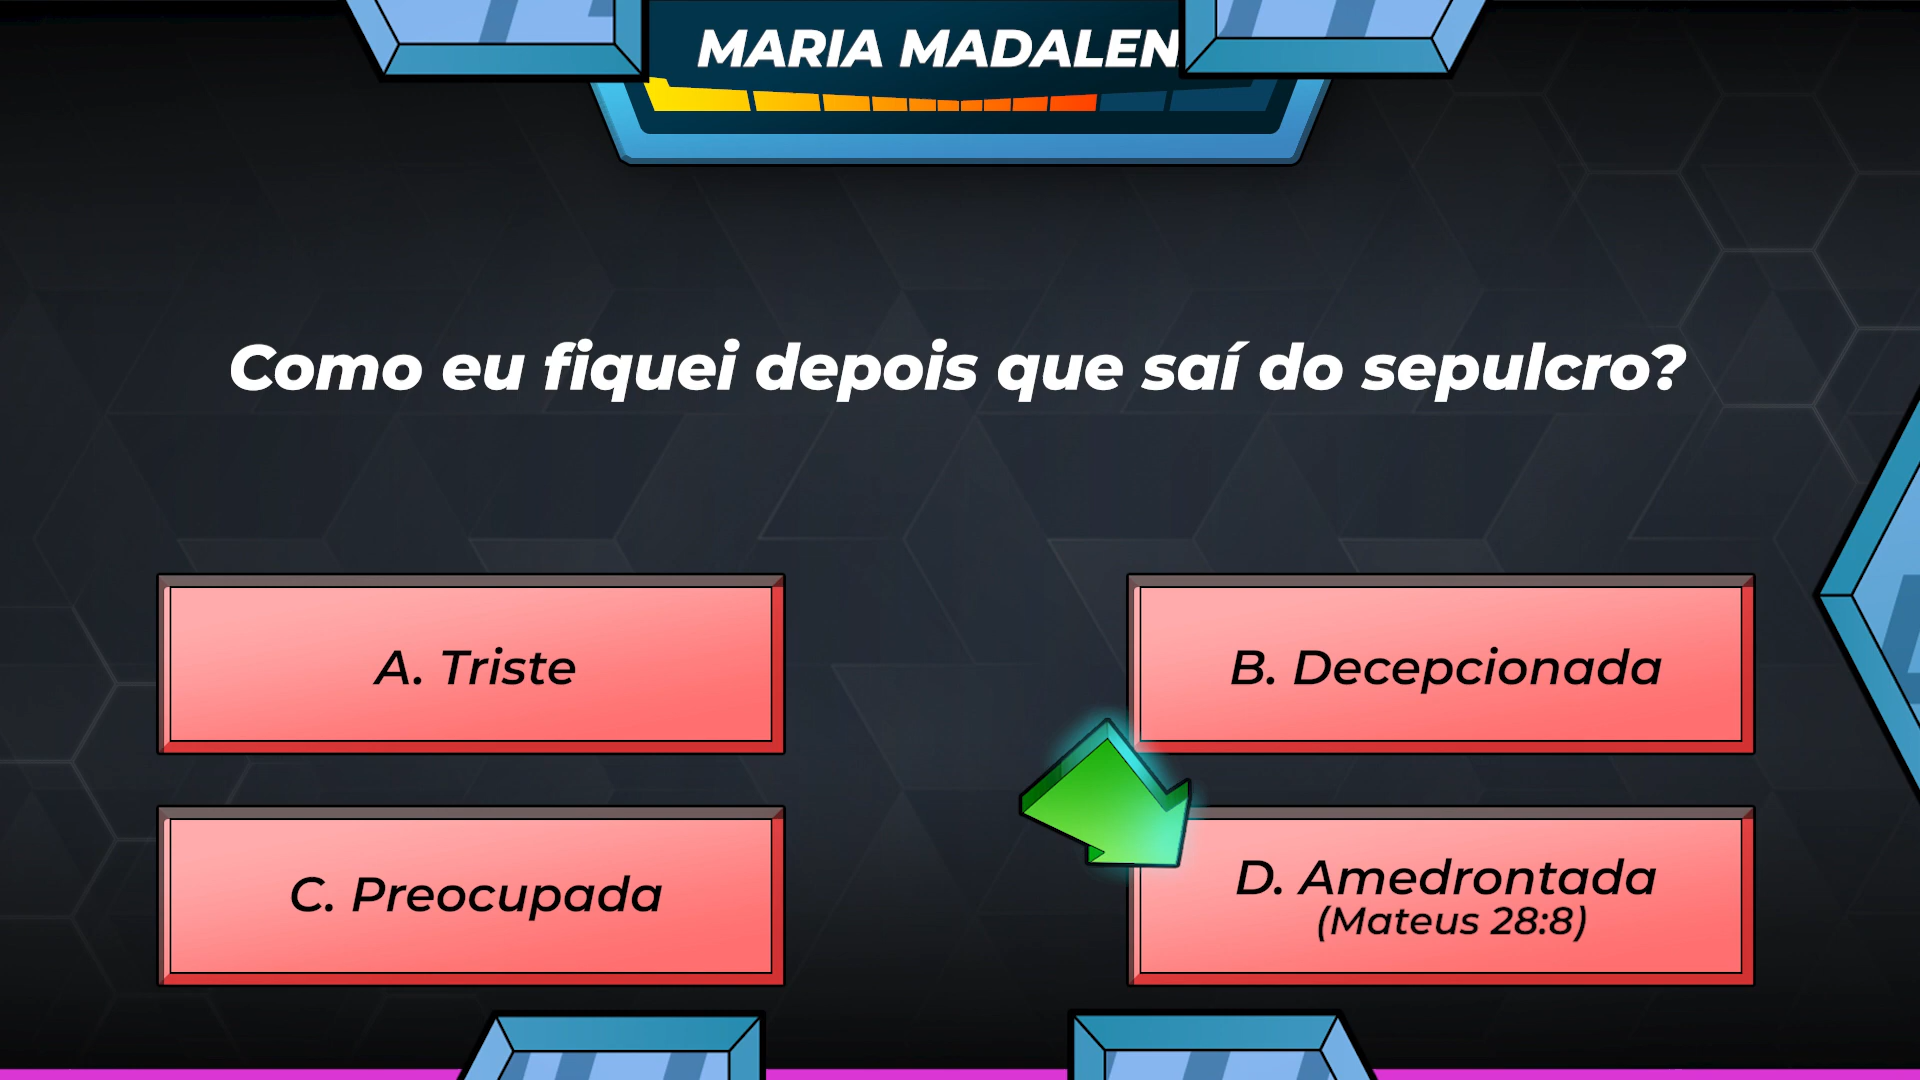 MARIA MADALEN
Como eu fiquei depois que saí do sepulcro?
A. Triste
B. Decepcionada
C. Preocupada
D. Amedrontada
(Mateus 28:8)